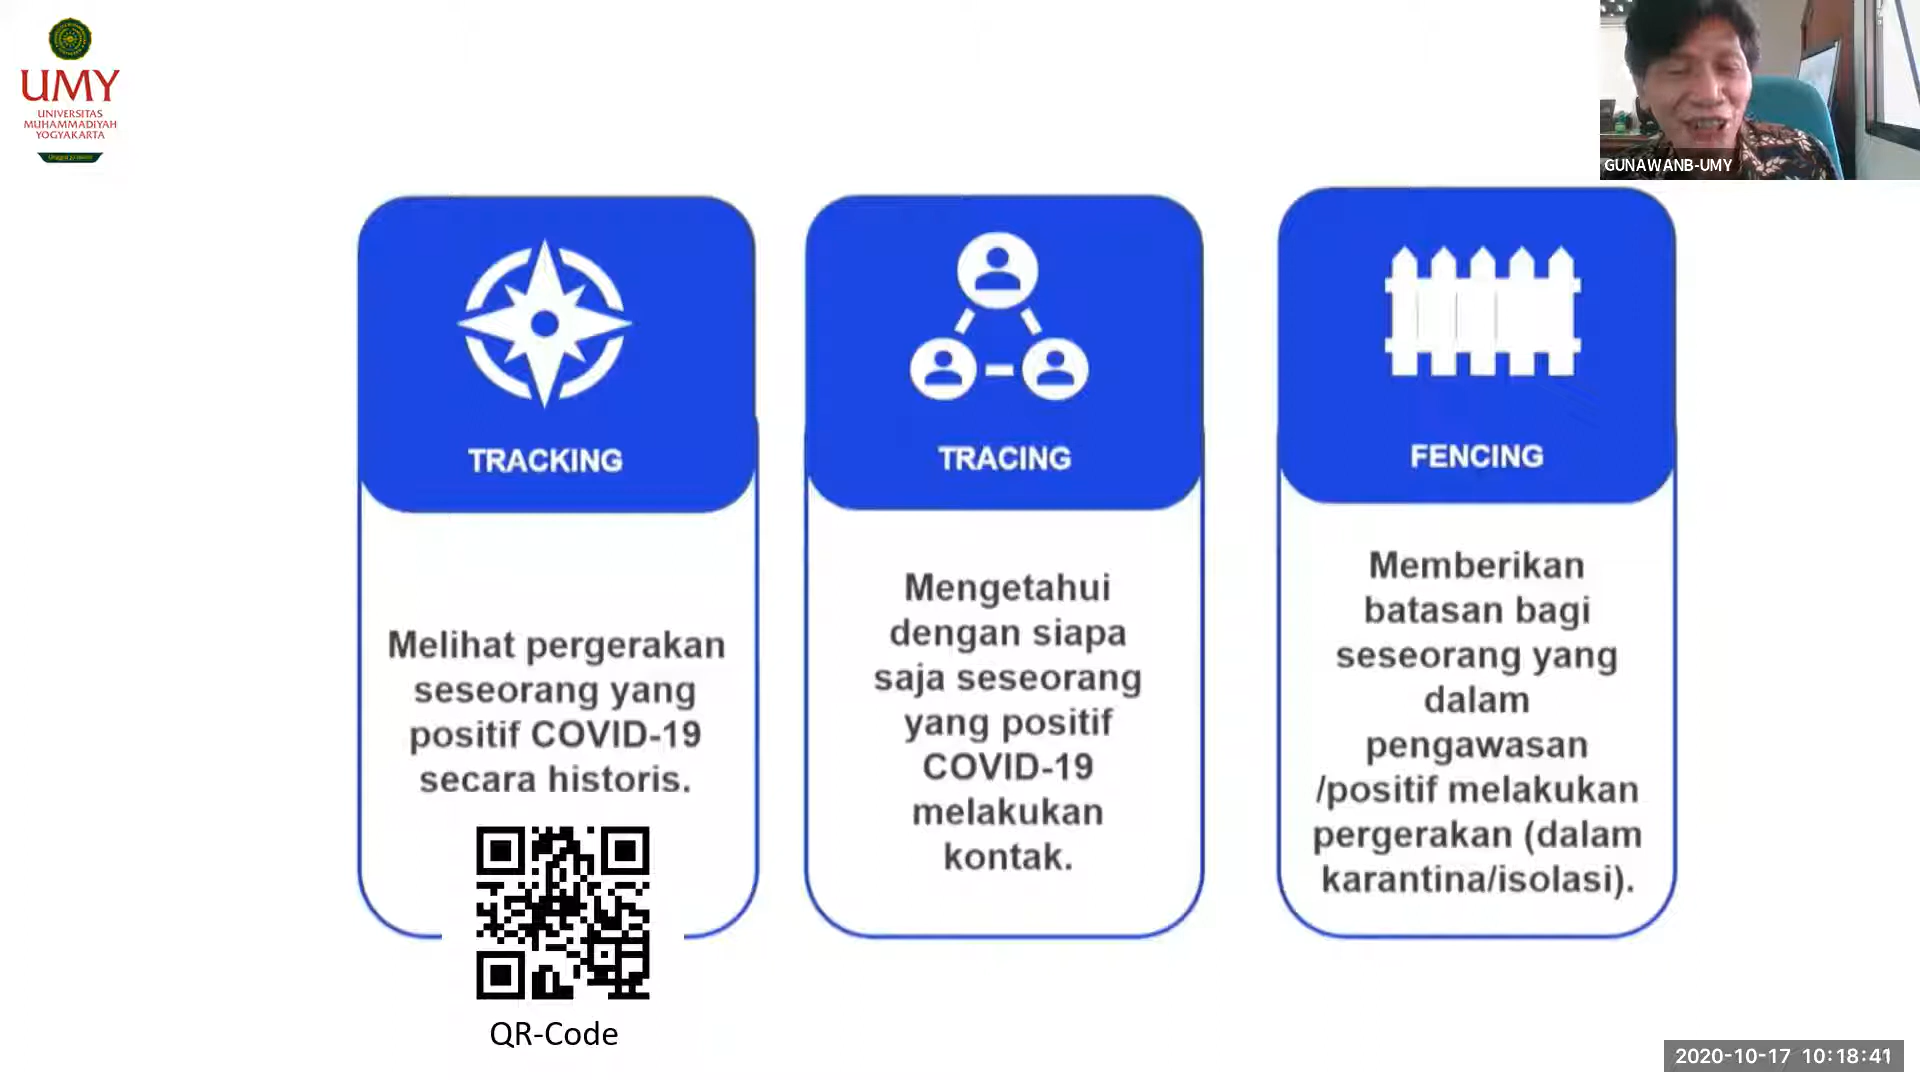 UMY
UNIVERSITAS
MUHAMMADIYAH
YOGYAKARTA
GUNAWANB-UMY
TRACKING
Melihat pergerakan
seseorang yang
positif COVID-19
secara historis.
QR-Code
TRACING
Mengetahui
dengan siapa
saja seseorang
yang positif
COVID-19
melakukan
kontak.
FENCING
Memberikan
batasan bagi
seseorang yang
dalam
pengawasan
/positif melakukan
pergerakan (dalam
karantina/isolasi).
2020-10-17 10:18:41